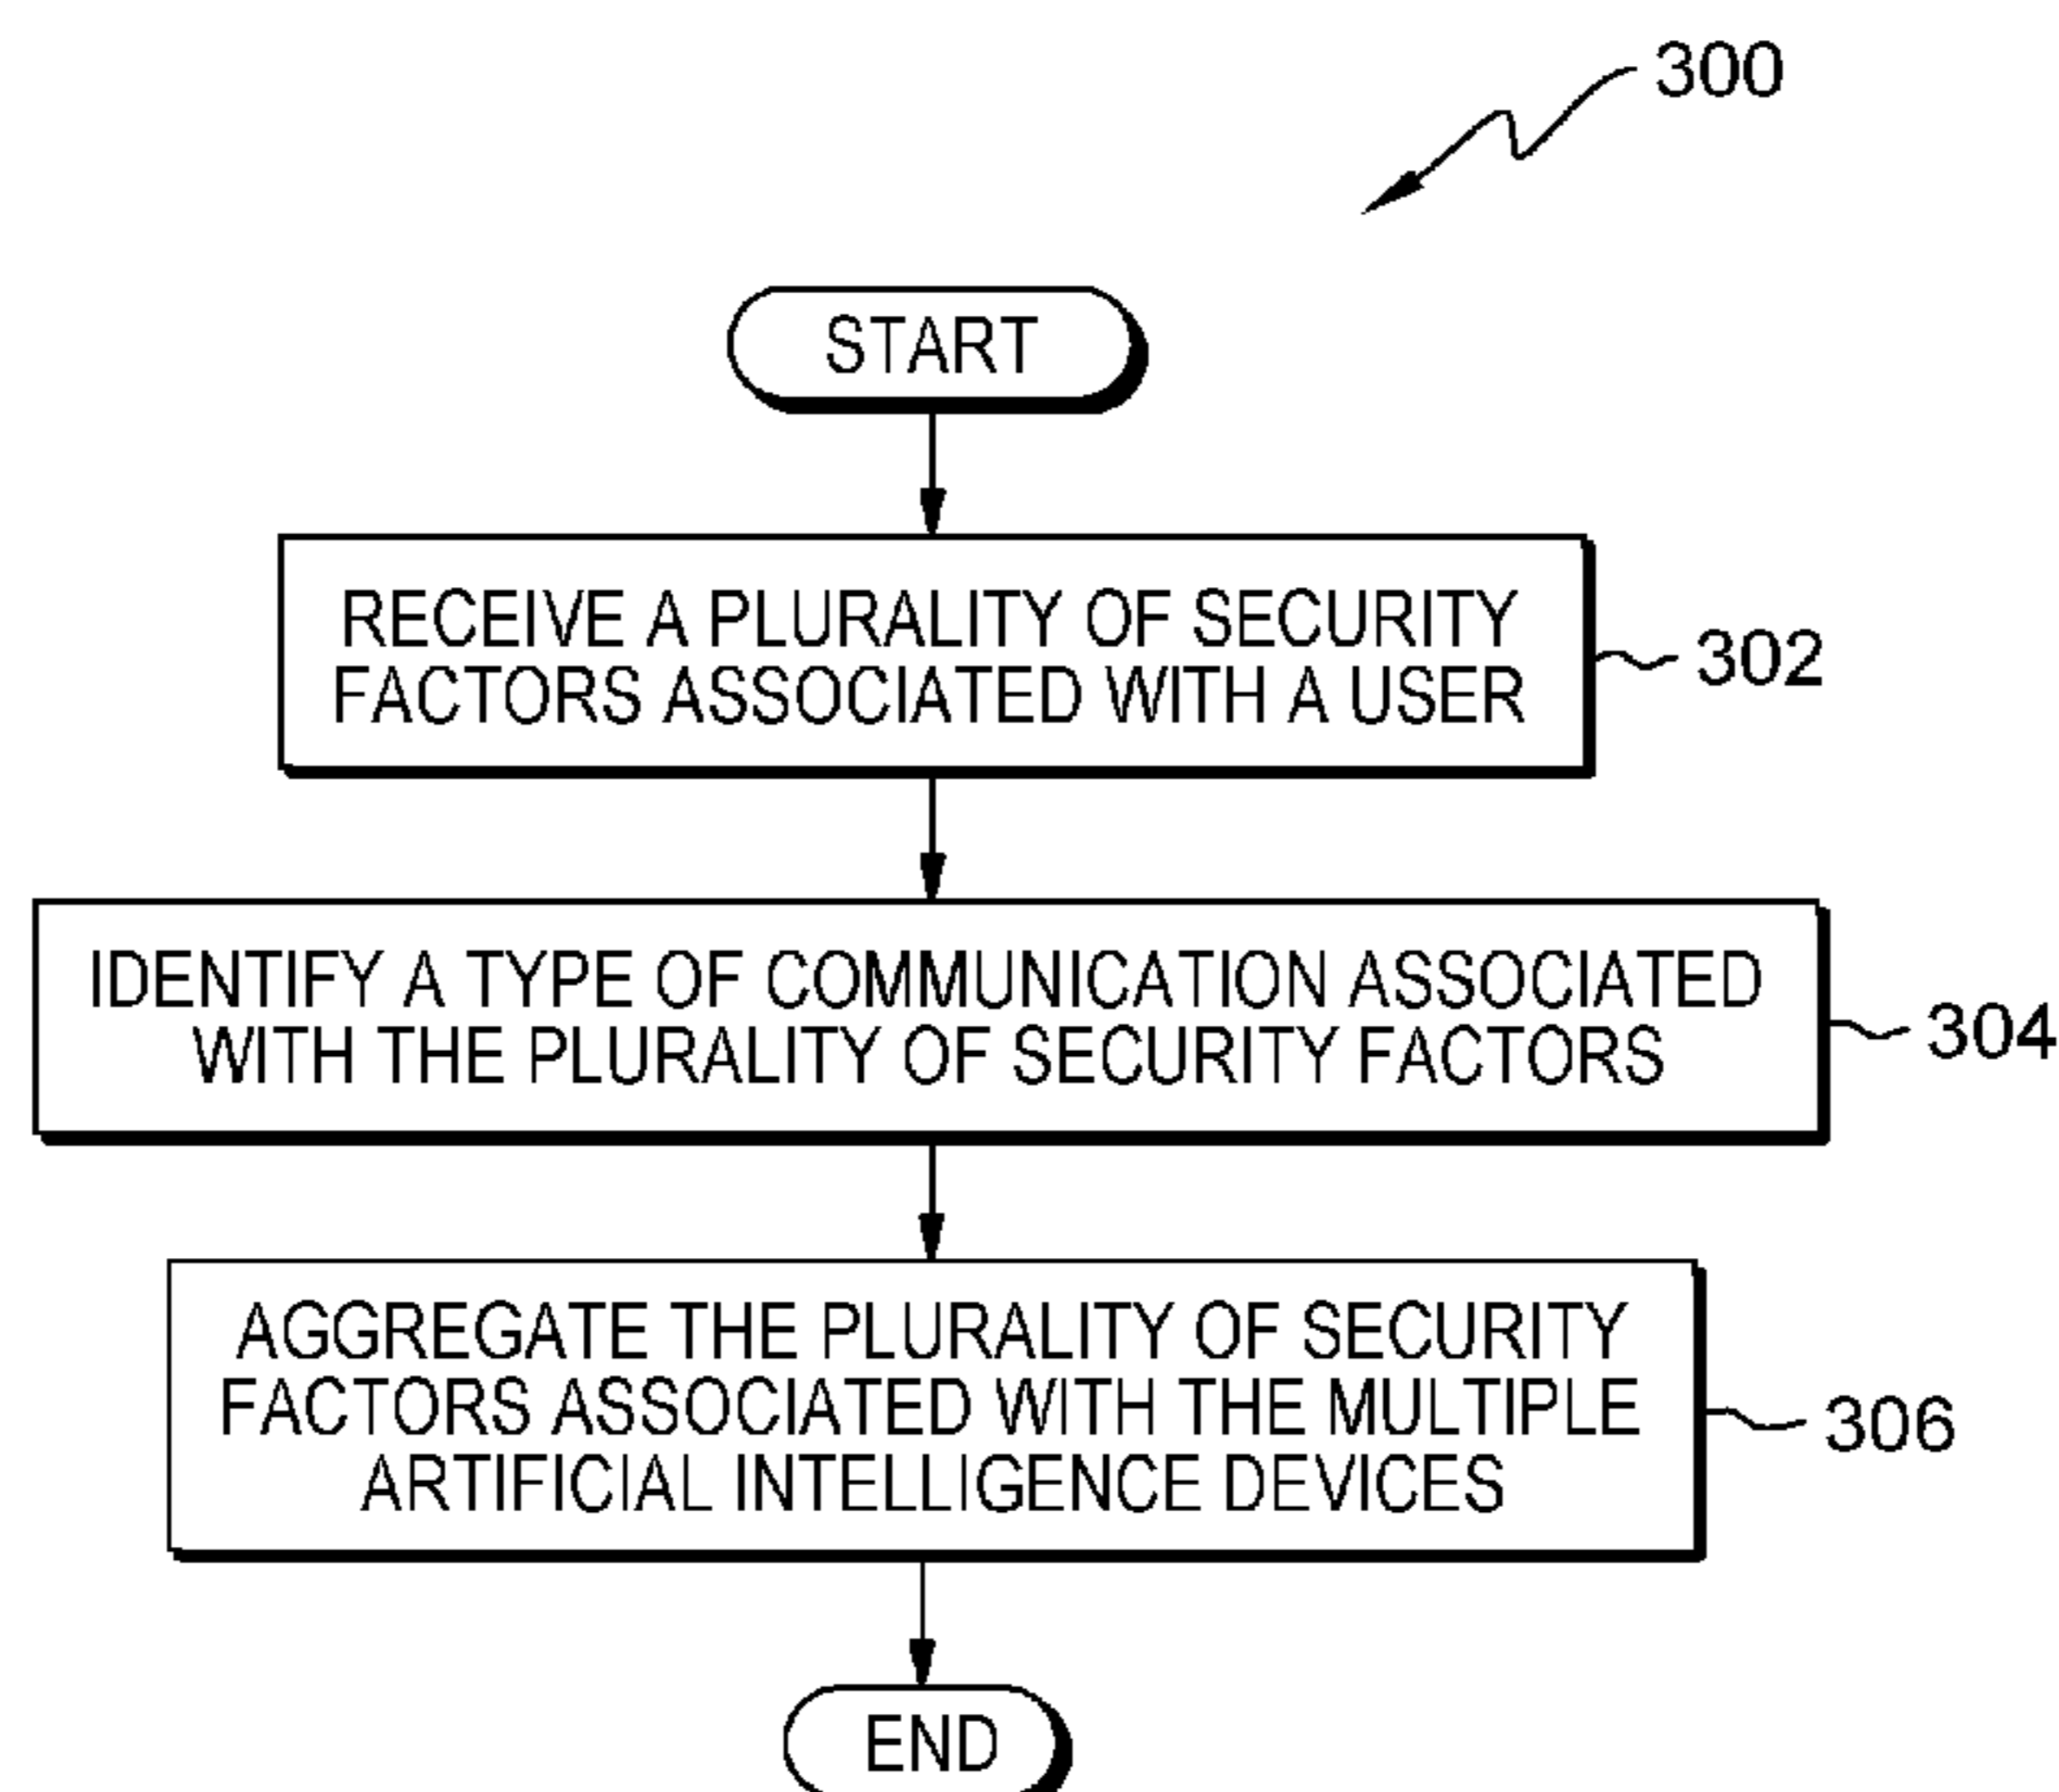 300
START
RECEIVE A PLURALITY OF SECURITY
FACTORS ASSOCIATED WITH A USER
302
IDENTIFY A TYPE OF COMMUNICATION ASSOCIATED
WITH THE PLURALITY OF SECURITY FACTORS
304
AGGREGATE THE PLURALITY OF SECURITY
FACTORS ASSOCIATED WITH THE MULTIPLE
ARTIFICIAL INTELLIGENCE DEVICES
306
END